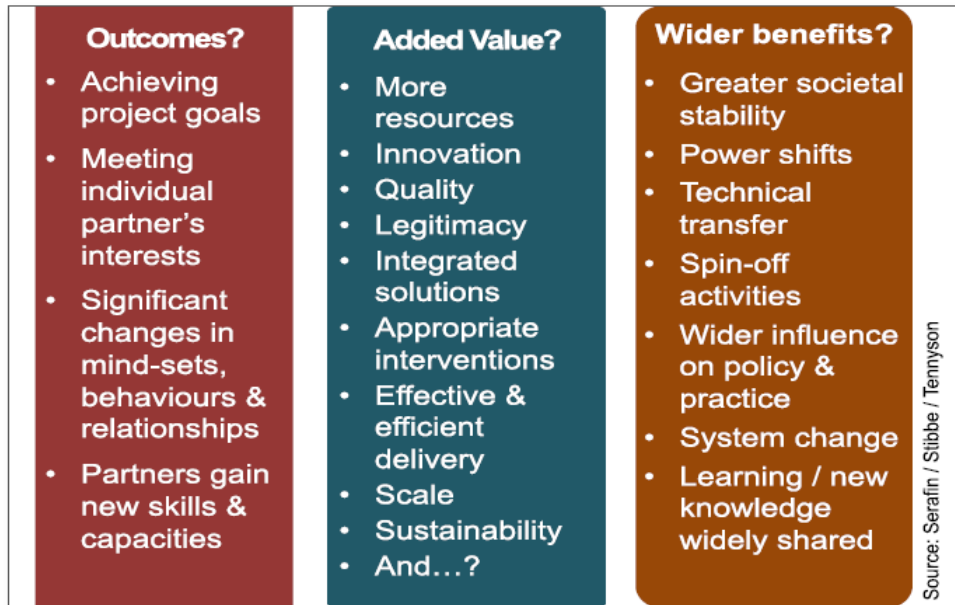 Outcomes?
• Achieving
project goals
• Meeting
individual
partner's
interests
• Significant
changes in
mind-sets,
behaviours &
relationships
• Partners gain
new skills &
capacities
Added Value?
• More
resources
• Innovation
• Quality
• Legitimacy
• Integrated
solutions
• Appropriate
interventions
• Effective &
efficient
delivery
• Scale
• Sustainability
• And…?
Wider benefits?
• Greater societal
stability
• Power shifts
• Technical
transfer
• Spin-off
activities
• Wider influence
on policy &
practice
• System change
• Learning / new
knowledge
widely shared
Source: Serafin / Stibbe / Tennyson